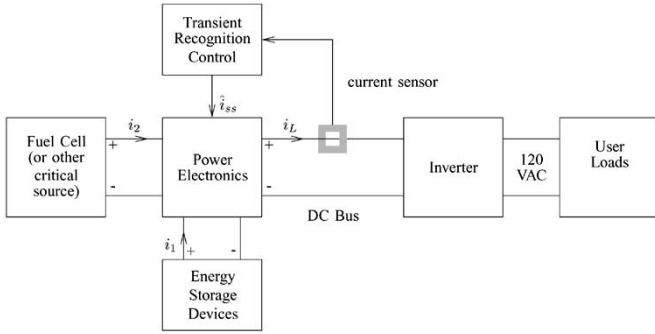 Transient
Recognition
Control
current sensor
î_ss
i_2
i_L
Fuel Cell
(or other
critical
source)
+
-
Power
Electronics
+
-
Inverter
120
VAC
User
Loads
DC Bus
i_1
+
-
Energy
Storage
Devices